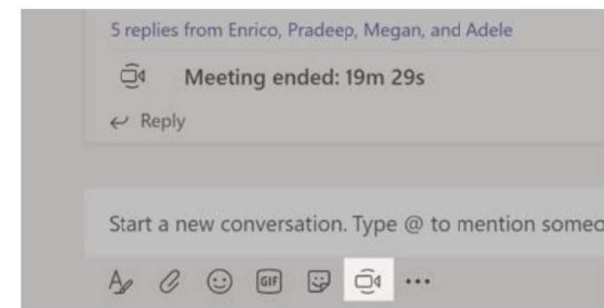 5 replies from Enrico, Pradeep, Megan, and Adele
Meeting ended: 19m 29s
Reply
Start a new conversation. Type @ to mention someo
GIF